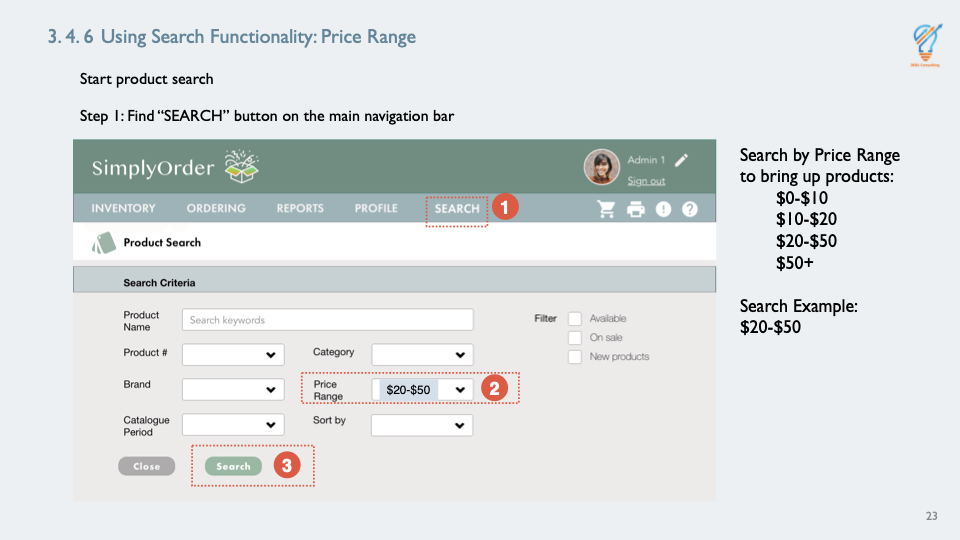 3. 4. 6 Using Search Functionality: Price Range
Start product search
Step 1: Find “SEARCH” button on the main navigation bar
SimplyOrder
Admin 1
Sign out
INVENTORY ORDERING REPORTS PROFILE SEARCH 1
Product Search
Search Criteria
Product
Name
Search keywords
Filter
Available
On sale
New products
Product #
Category
Brand
Price
Range
$20-$50
2
Catalogue
Period
Sort by
Close
Search
3
Search by Price Range
to bring up products:
$0-$10
$10-$20
$20-$50
$50+
Search Example:
$20-$50
23